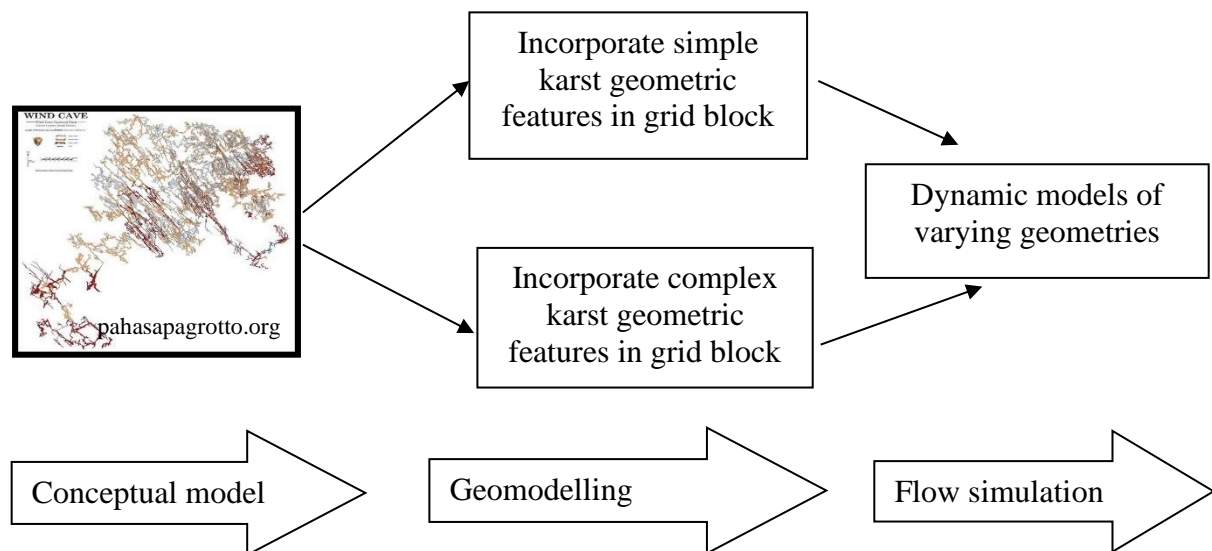 Incorporate simple
karst geometric
features in grid block
WIND CAVE
Dynamic models of
varying geometries
Incorporate complex
karst geometric
features in grid block
pahasapagrotto.org
Conceptual model
Geomodelling
Flow simulation